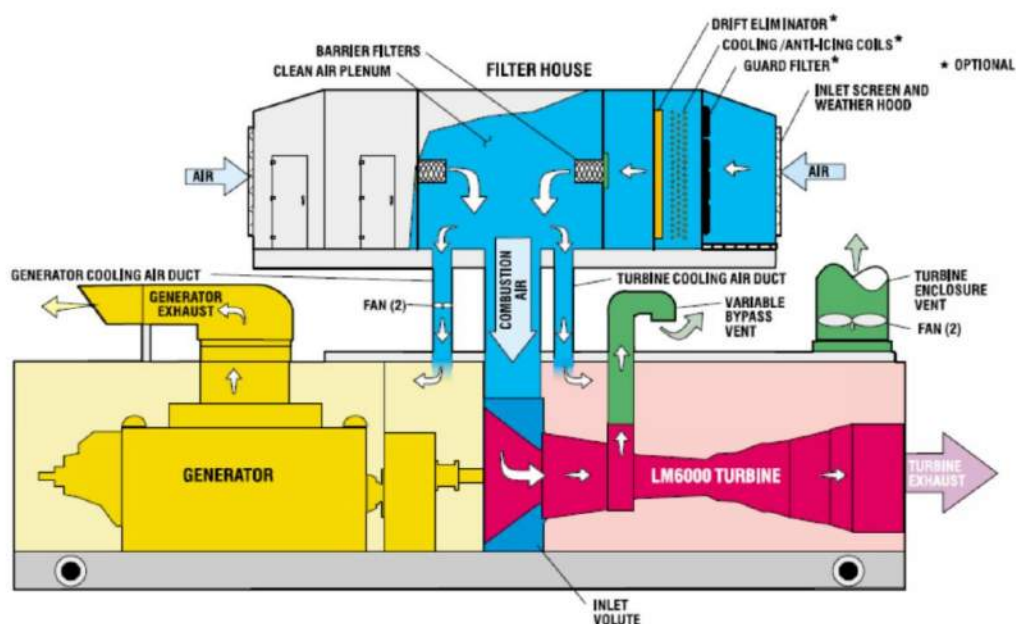 DRIFT ELIMINATOR*
BARRIER FILTERS
COOLING/ANTI-ICING COILS*
CLEAN AIR PLENUM
FILTER HOUSE
GUARD FILTER*
* OPTIONAL
INLET SCREEN AND
WEATHER HOOD
AIR
AIR
GENERATOR COOLING AIR DUCT
COMBUSTION
AIR
TURBINE COOLING AIR DUCT
TURBINE
ENCLOSURE
VENT
GENERATOR
EXHAUST
FAN (2)
VARIABLE
BYPASS
VENT
FAN (2)
GENERATOR
LM6000 TURBINE
TURBINE
EXHAUST
INLET
VOLUTE